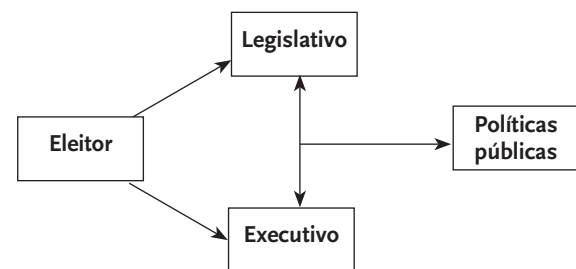 Legislativo
Eleitor
Políticas
públicas
Executivo